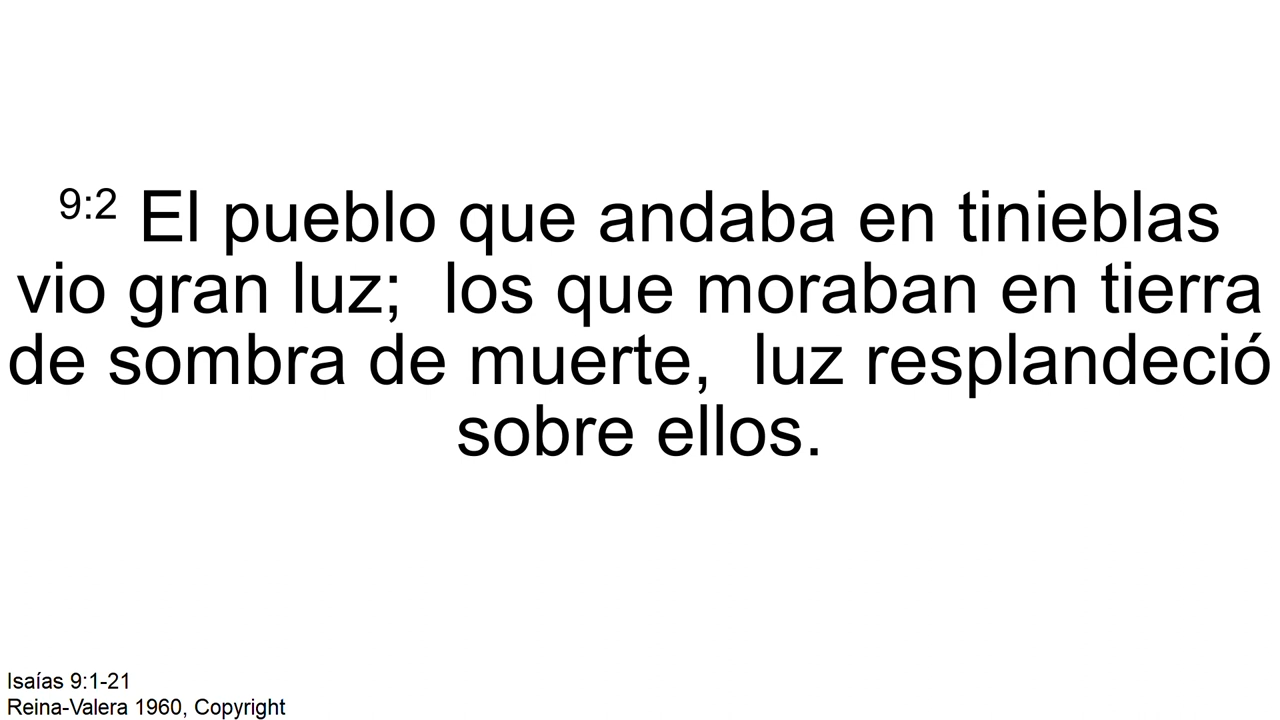 9:2 El pueblo que andaba en tinieblas
vio gran luz;  los que moraban en tierra
de sombra de muerte,  luz resplandeció
sobre ellos.
Isaías 9:1-21
Reina-Valera 1960, Copyright